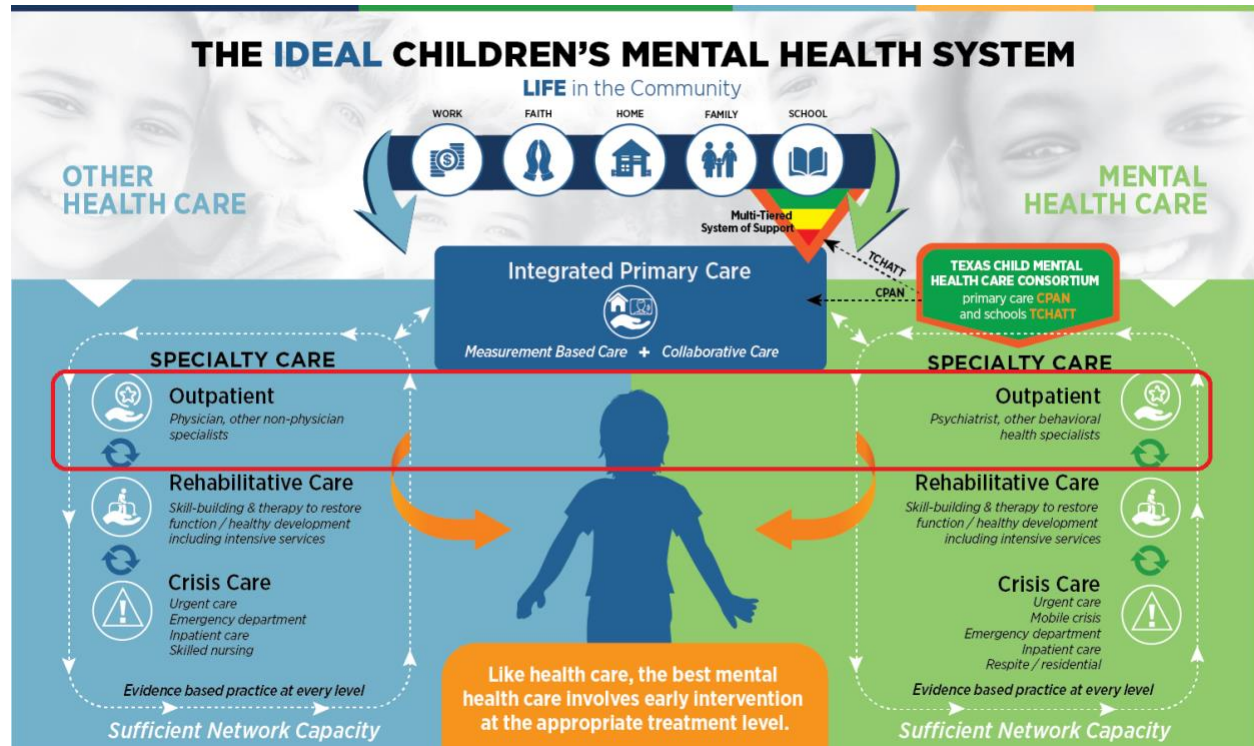 THE IDEAL CHILDREN'S MENTAL HEALTH SYSTEM
LIFE in the Community
WORK
FAITH
HOME
FAMILY
SCHOOL
OTHER
HEALTH CARE
MENTAL
HEALTH CARE
Multi-Tiered
System of Support
TCHATT
CPAN
TEXAS CHILD MENTAL
HEALTH CARE CONSORTIUM
primary care CPAN
and schools TCHATT
Integrated Primary Care
Measurement Based Care + Collaborative Care
SPECIALTY CARE
Outpatient
Physician, other non-physician
specialists
Rehabilitative Care
Skill-building & therapy to restore
function / healthy development
including intensive services
Crisis Care
Urgent care
Emergency department
Inpatient care
Skilled nursing
Evidence based practice at every level
Sufficient Network Capacity
SPECIALTY CARE
Outpatient
Psychiatrist, other behavioral
health specialists
Rehabilitative Care
Skill-building & therapy to restore
function / healthy development
including intensive services
Crisis Care
Urgent care
Mobile crisis
Emergency department
Inpatient care
Respite / residential
Evidence based practice at every level
Sufficient Network Capacity
Like health care, the best mental
health care involves early intervention
at the appropriate treatment level.